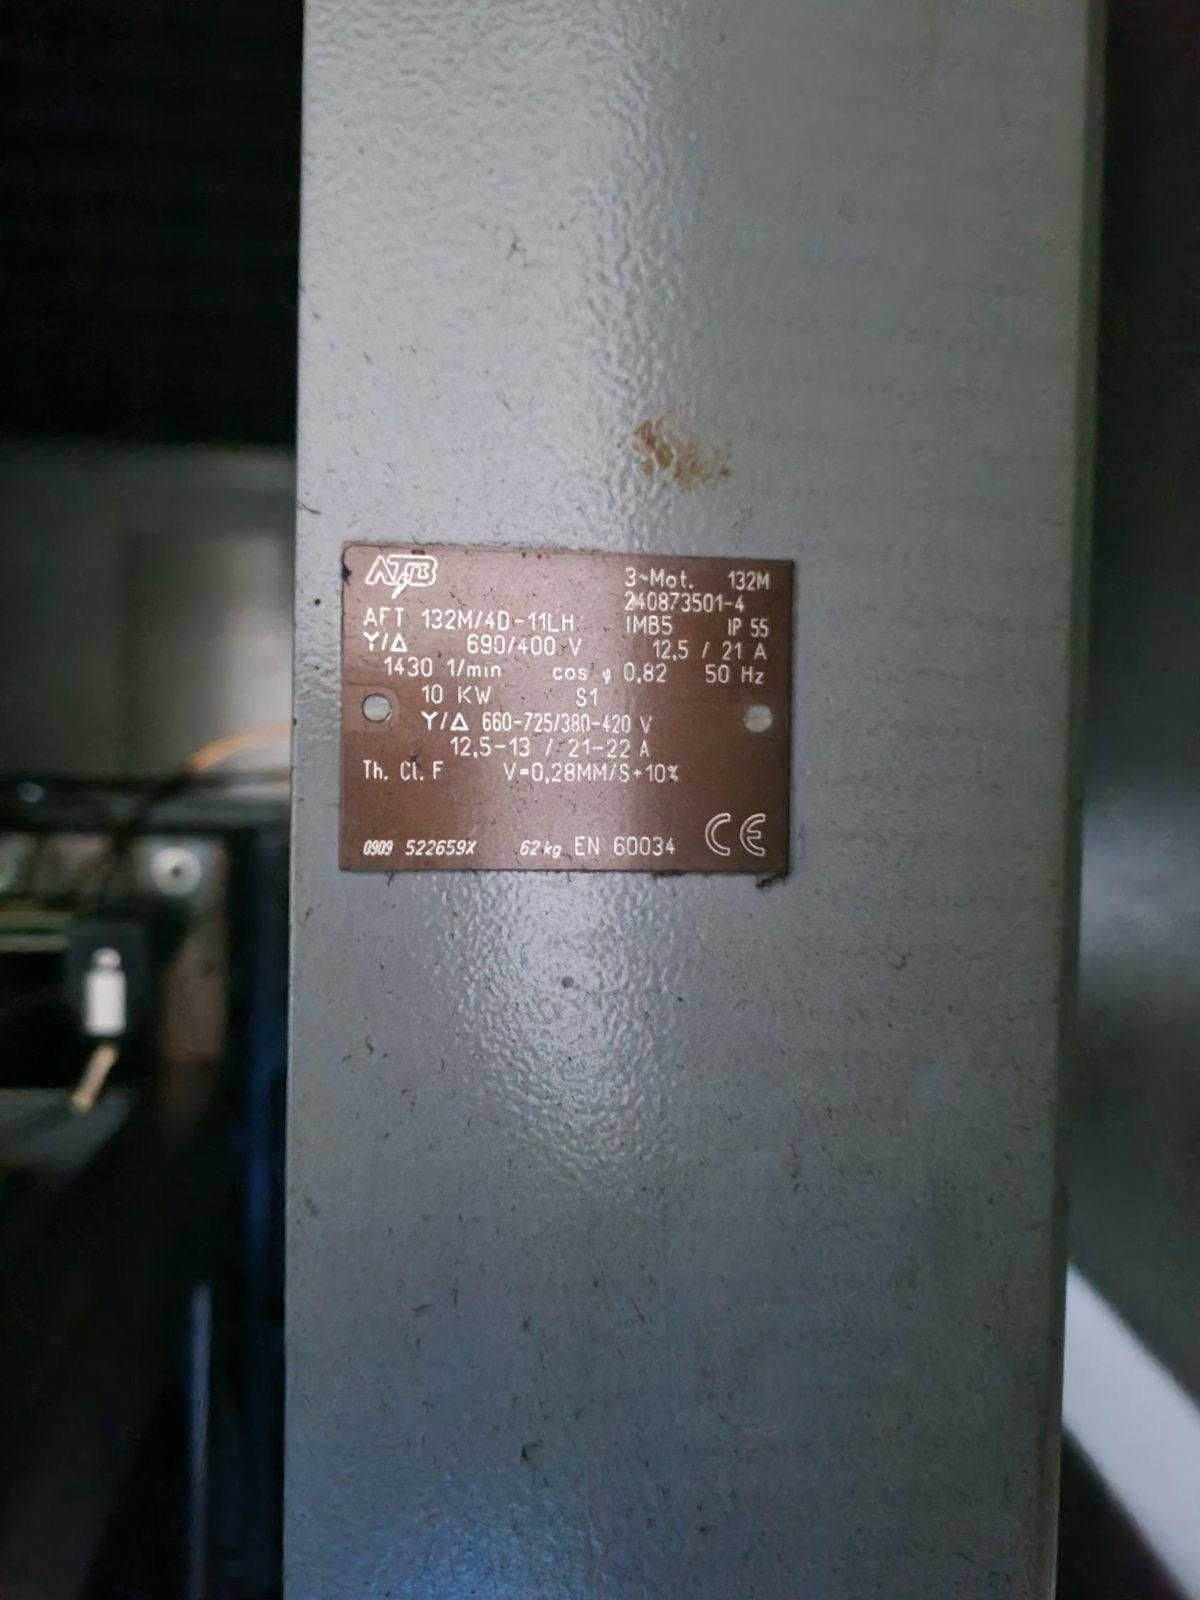 ATB
3~Mot. 132M
240873501-4
AFT 132M/4D-11LH IMB5 IP 55
Y/Δ 690/400 V 12,5 / 21 A
1430 1/min cos φ 0,82 50 Hz
10 KW S1
Y/Δ 660-725/380-420 V
12,5-13 / 21-22 A
Th. Cl. F V=0,28MM/S+10%
0909 522659X 62kg EN 60034 CE